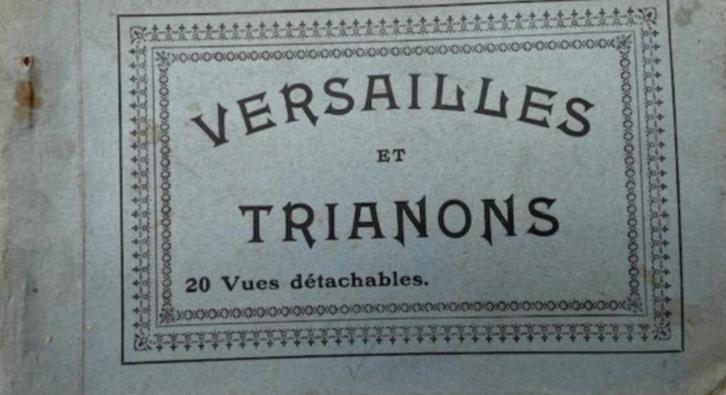 VERSAILLES
ET
TRIANONS
20 Vues détachables.